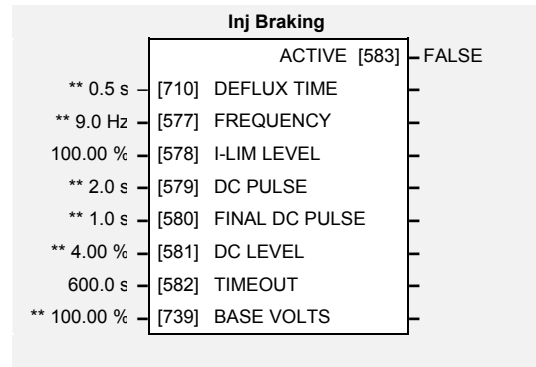 Inj Braking
ACTIVE [583] FALSE
** 0.5 s [710] DEFLUX TIME
** 9.0 Hz [577] FREQUENCY
100.00 % [578] I-LIM LEVEL
** 2.0 s [579] DC PULSE
** 1.0 s [580] FINAL DC PULSE
** 4.00 % [581] DC LEVEL
600.0 s [582] TIMEOUT
** 100.00 % [739] BASE VOLTS